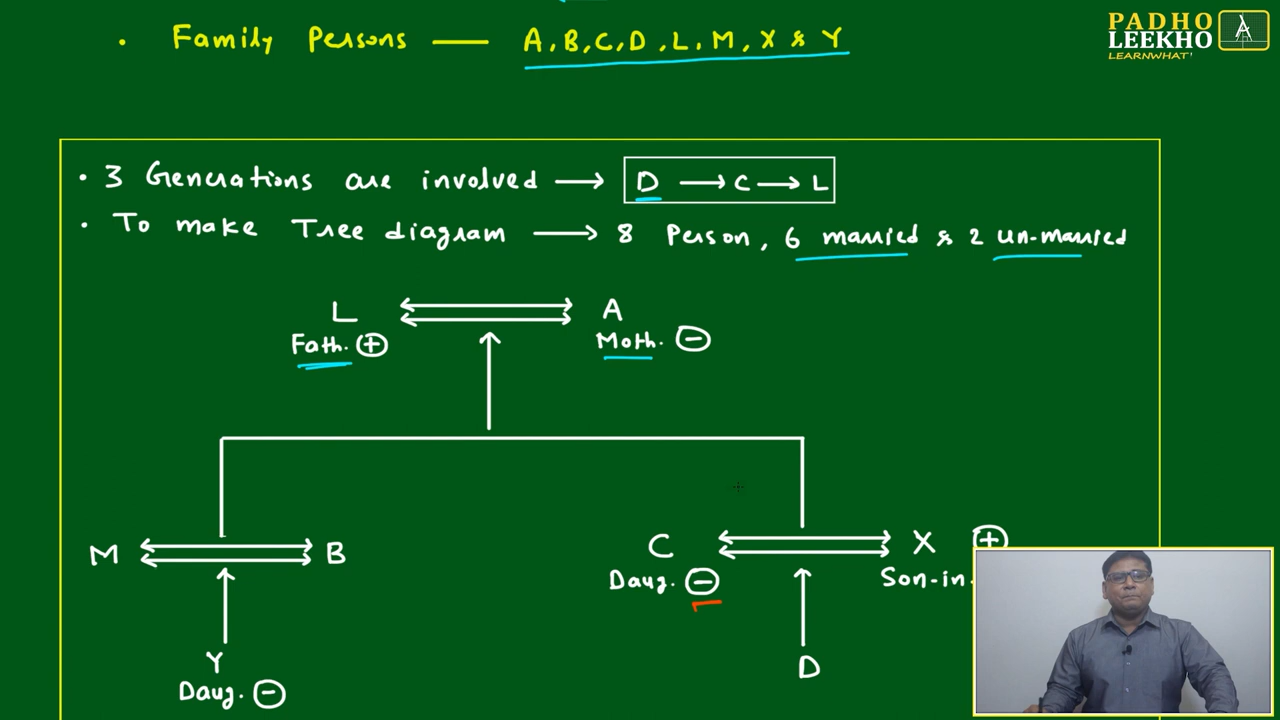 PADHO
LEEKHO
LEARNWHAT'
• Family Persons — A, B, C, D, L, M, X & Y
• 3 Generations are involved → D → C → L
• To make Tree diagram → 8 Person, 6 married & 2 un-married
L A
Fath. + Moth. -
M B C X +
Daug. - Son-in-
Y D
Daug. -